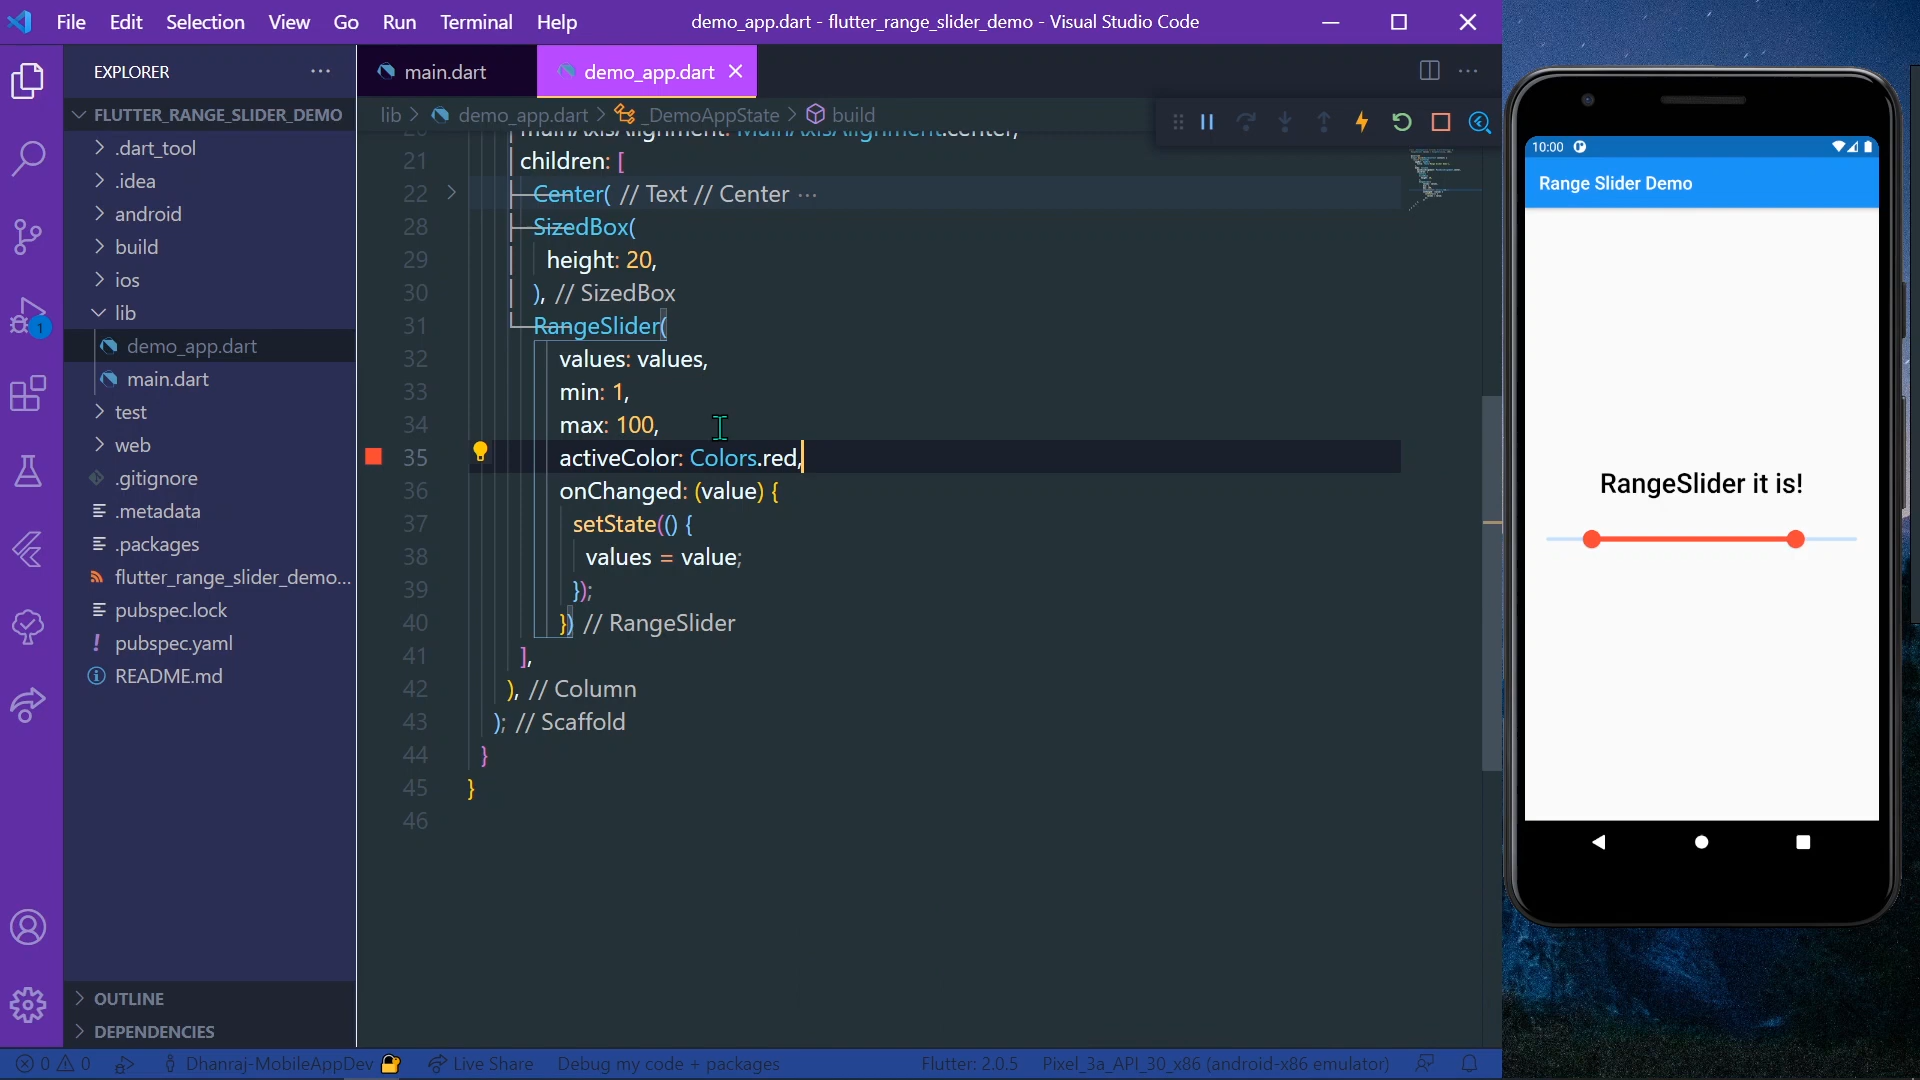 File Edit Selection View Go Run Terminal Help
demo_app.dart - flutter_range_slider_demo - Visual Studio Code
EXPLORER
main.dart
demo_app.dart
FLUTTER_RANGE_SLIDER_DEMO
lib > demo_app.dart > _DemoAppState > build
.dart_tool
.idea
android
build
ios
lib
demo_app.dart
main.dart
test
web
.gitignore
.metadata
.packages
flutter_range_slider_demo...
pubspec.lock
pubspec.yaml
README.md
OUTLINE
DEPENDENCIES
20 mainAxisAlignment: MainAxisAlignment.center,
21 children: [
22 Center( // Text // Center ...
28 SizedBox(
29 height: 20,
30 ), // SizedBox
31 RangeSlider(
32 values: values,
33 min: 1,
34 max: 100,
35 activeColor: Colors.red,
36 onChanged: (value) {
37 setState(() {
38 values = value;
39 });
40 }) // RangeSlider
41 ],
42 ), // Column
43 ); // Scaffold
44 }
45 }
46
1
10:00
Range Slider Demo
RangeSlider it is!
0 0 Dhanraj-MobileAppDev Live Share Debug my code + packages Flutter: 2.0.5 Pixel_3a_API_30_x86 (android-x86 emulator)